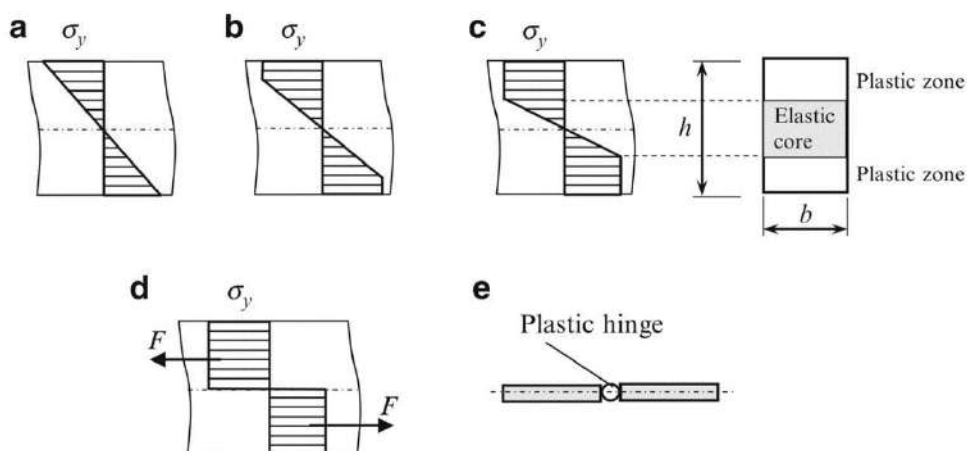 a
σy
b
σy
c
σy
h
Plastic zone
Elastic
core
Plastic zone
b
d
σy
F
F
e
Plastic hinge